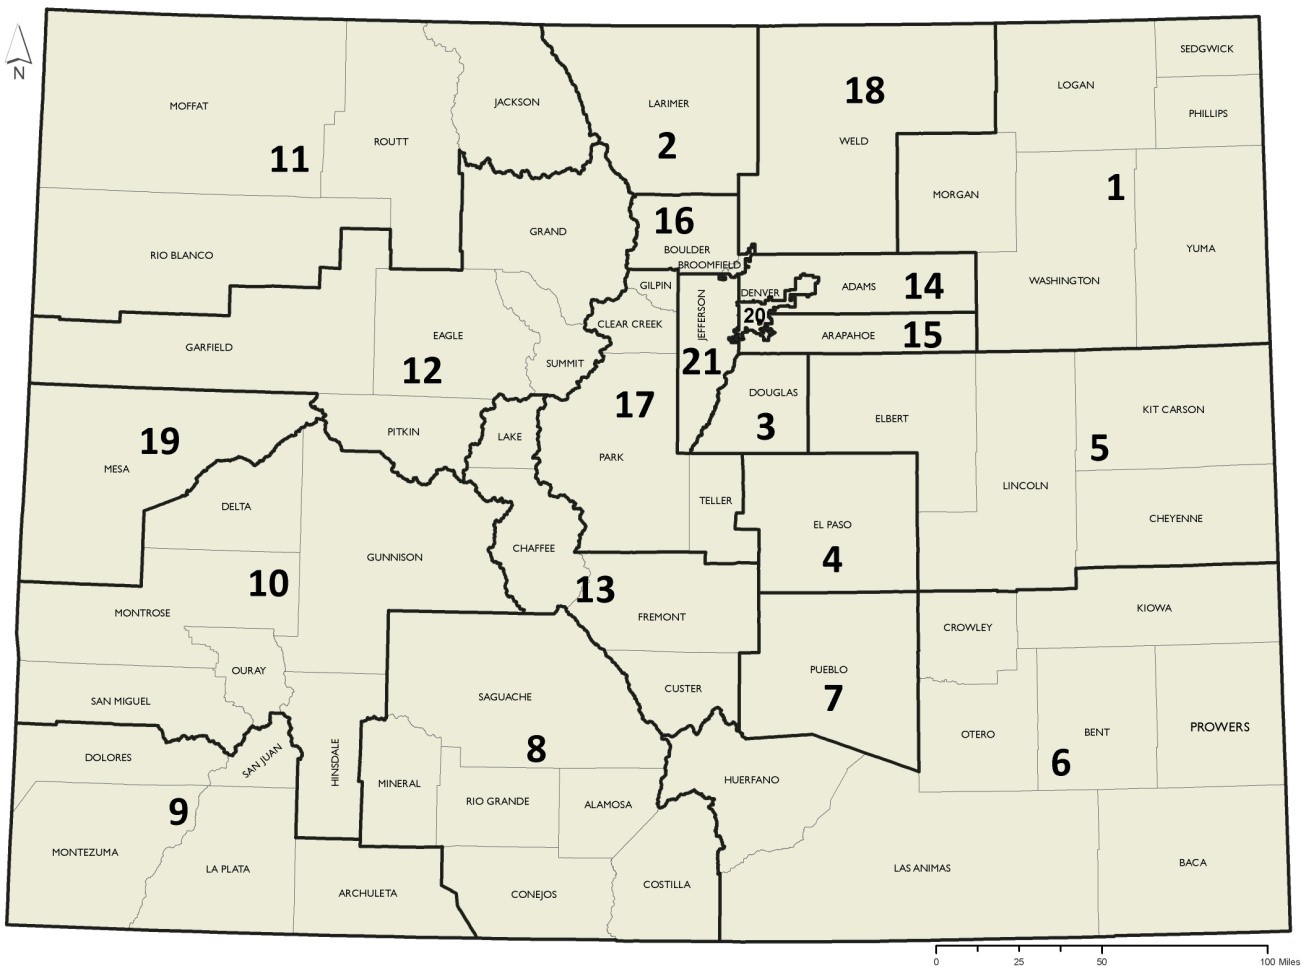 N
SEDGWICK
LOGAN
18
JACKSON
LARIMER
MOFFAT
PHILLIPS
ROUTT
2
WELD
11
1
MORGAN
16
GRAND
YUMA
RIO BLANCO
BOULDER
BROOMFIELD
GILPIN
DENVER
ADAMS
14
WASHINGTON
JEFFERSON
20
CLEAR CREEK
EAGLE
ARAPAHOE
15
GARFIELD
SUMMIT
21
12
DOUGLAS
17
KIT CARSON
ELBERT
3
PITKIN
LAKE
19
5
MESA
PARK
LINCOLN
DELTA
TELLER
CHEYENNE
EL PASO
CHAFFEE
GUNNISON
4
10
13
MONTROSE
FREMONT
KIOWA
CROWLEY
OURAY
PUEBLO
CUSTER
SAGUACHE
7
SAN MIGUEL
PROWERS
BENT
OTERO
8
DOLORES
SAN JUAN
HINSDALE
6
MINERAL
HUERFANO
RIO GRANDE
ALAMOSA
9
MONTEZUMA
LA PLATA
BACA
LAS ANIMAS
COSTILLA
ARCHULETA
CONEJOS
0 25 50 100 Miles